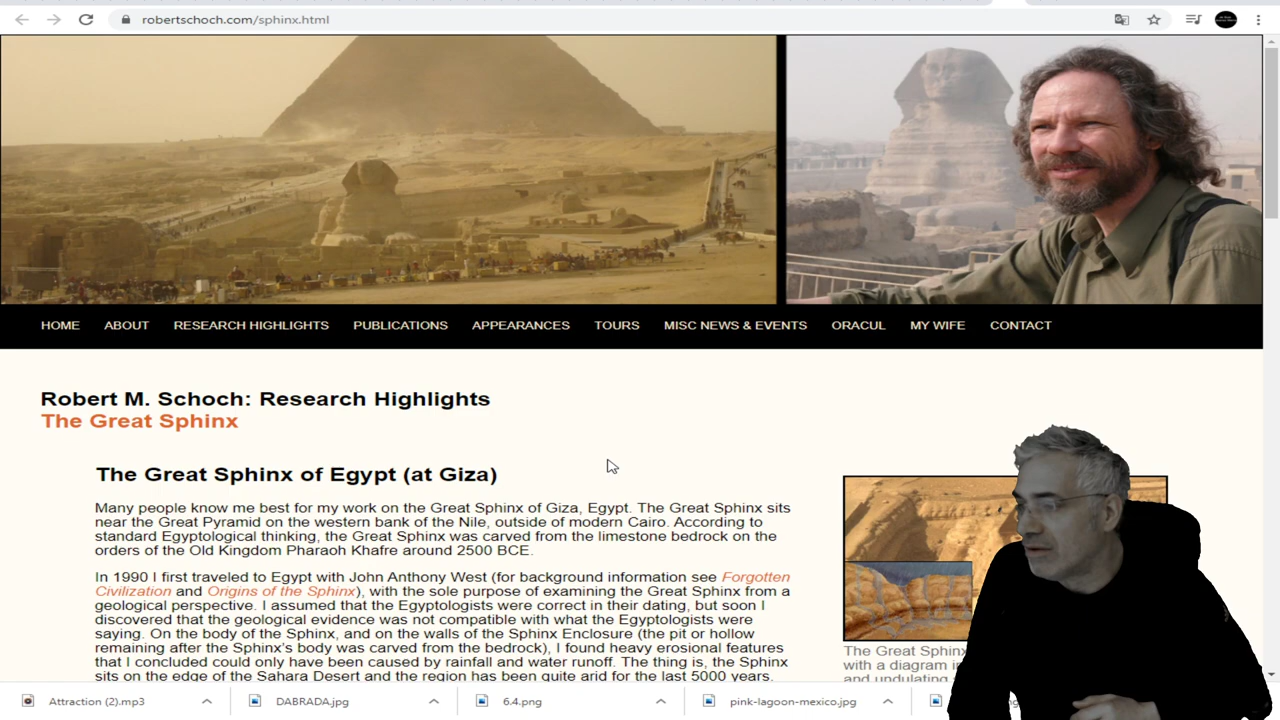 robertschoch.com/sphinx.html
HOME ABOUT RESEARCH HIGHLIGHTS PUBLICATIONS APPEARANCES TOURS MISC NEWS & EVENTS ORACUL MY WIFE CONTACT
Robert M. Schoch: Research Highlights
The Great Sphinx
The Great Sphinx of Egypt (at Giza)
Many people know me best for my work on the Great Sphinx of Giza, Egypt. The Great Sphinx sits
near the Great Pyramid on the western bank of the Nile, outside of modern Cairo. According to
standard Egyptological thinking, the Great Sphinx was carved from the limestone bedrock on the
orders of the Old Kingdom Pharaoh Khafre around 2500 BCE.
In 1990 I first traveled to Egypt with John Anthony West (for background information see Forgotten
Civilization and Origins of the Sphinx), with the sole purpose of examining the Great Sphinx from a
geological perspective. I assumed that the Egyptologists were correct in their dating, but soon I
discovered that the geological evidence was not compatible with what the Egyptologists were
saying. On the body of the Sphinx, and on the walls of the Sphinx Enclosure (the pit or hollow
remaining after the Sphinx's body was carved from the bedrock), I found heavy erosional features
that I concluded could only have been caused by rainfall and water runoff. The thing is, the Sphinx
sits on the edge of the Sahara Desert and the region has been quite arid for the last 5000 years.
The Great Sphinx
with a diagram
and undulating
Attraction (2).mp3 DABRADA.jpg 6.4.png pink-lagoon-mexico.jpg